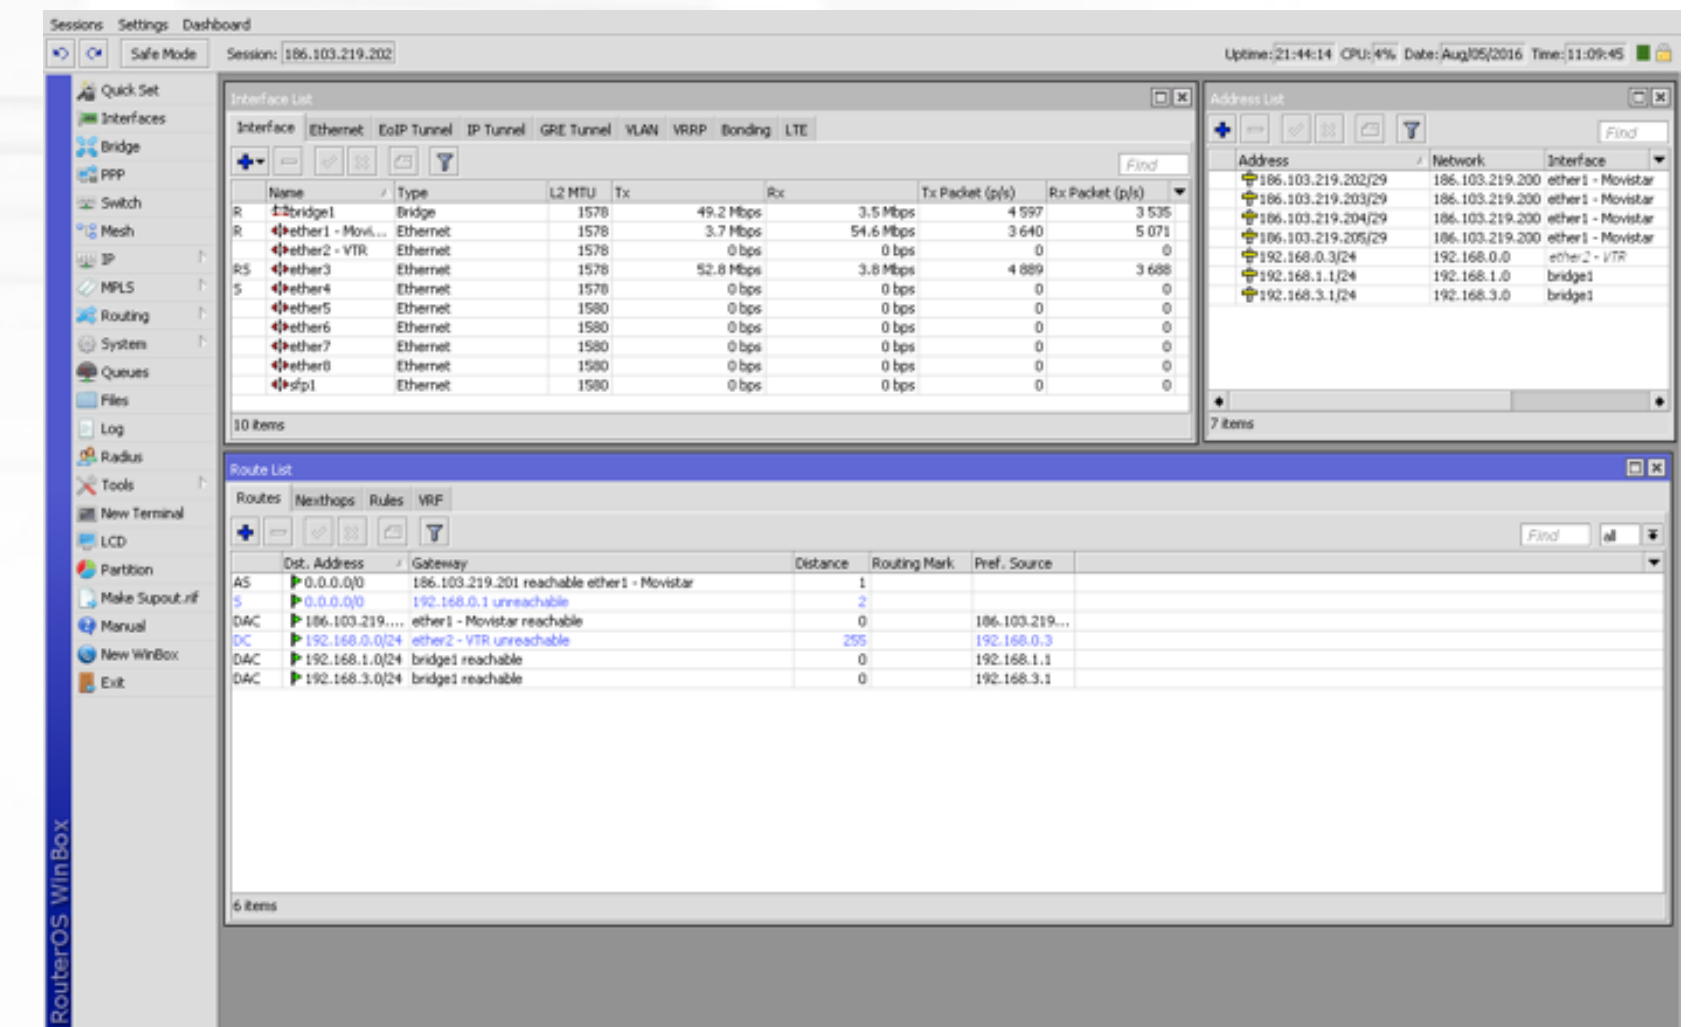 Sessions Settings Dashboard
Safe Mode Session: 186.103.219.202 Uptime: 21:44:14 CPU: 4% Date: Aug/05/2016 Time: 11:09:45
Quick Set
Interfaces
Bridge
PPP
Switch
Mesh
IP
MPLS
Routing
System
Queues
Files
Log
Radius
Tools
New Terminal
LCD
Partition
Make Supout.rif
Manual
New WinBox
Exit
RouterOS WinBox
Interface List
Interface Ethernet EoIP Tunnel IP Tunnel GRE Tunnel VLAN VRRP Bonding LTE
Find
Name Type L2 MTU Tx Rx Tx Packet (p/s) Rx Packet (p/s)
R bridge1 Bridge 1578 49.2 Mbps 3.5 Mbps 4 597 3 535
R ether1 - Movi... Ethernet 1578 3.7 Mbps 54.6 Mbps 3 640 5 071
ether2 - VTR Ethernet 1578 0 bps 0 bps 0 0
RS ether3 Ethernet 1578 52.8 Mbps 3.8 Mbps 4 889 3 688
S ether4 Ethernet 1578 0 bps 0 bps 0 0
ether5 Ethernet 1580 0 bps 0 bps 0 0
ether6 Ethernet 1580 0 bps 0 bps 0 0
ether7 Ethernet 1580 0 bps 0 bps 0 0
ether8 Ethernet 1580 0 bps 0 bps 0 0
sfp1 Ethernet 1580 0 bps 0 bps 0 0
10 items
Address List
Find
Address Network Interface
186.103.219.202/29 186.103.219.200 ether1 - Movistar
186.103.219.203/29 186.103.219.200 ether1 - Movistar
186.103.219.204/29 186.103.219.200 ether1 - Movistar
186.103.219.205/29 186.103.219.200 ether1 - Movistar
192.168.0.3/24 192.168.0.0 ether2 - VTR
192.168.1.1/24 192.168.1.0 bridge1
192.168.3.1/24 192.168.3.0 bridge1
7 items
Route List
Routes Nexthops Rules VRF
Find all
Dst. Address Gateway Distance Routing Mark Pref. Source
AS 0.0.0.0/0 186.103.219.201 reachable ether1 - Movistar 1
S 0.0.0.0/0 192.168.0.1 unreachable 2
DAC 186.103.219.... ether1 - Movistar reachable 0 186.103.219...
DC 192.168.0.0/24 ether2 - VTR unreachable 255 192.168.0.3
DAC 192.168.1.0/24 bridge1 reachable 0 192.168.1.1
DAC 192.168.3.0/24 bridge1 reachable 0 192.168.3.1
6 items